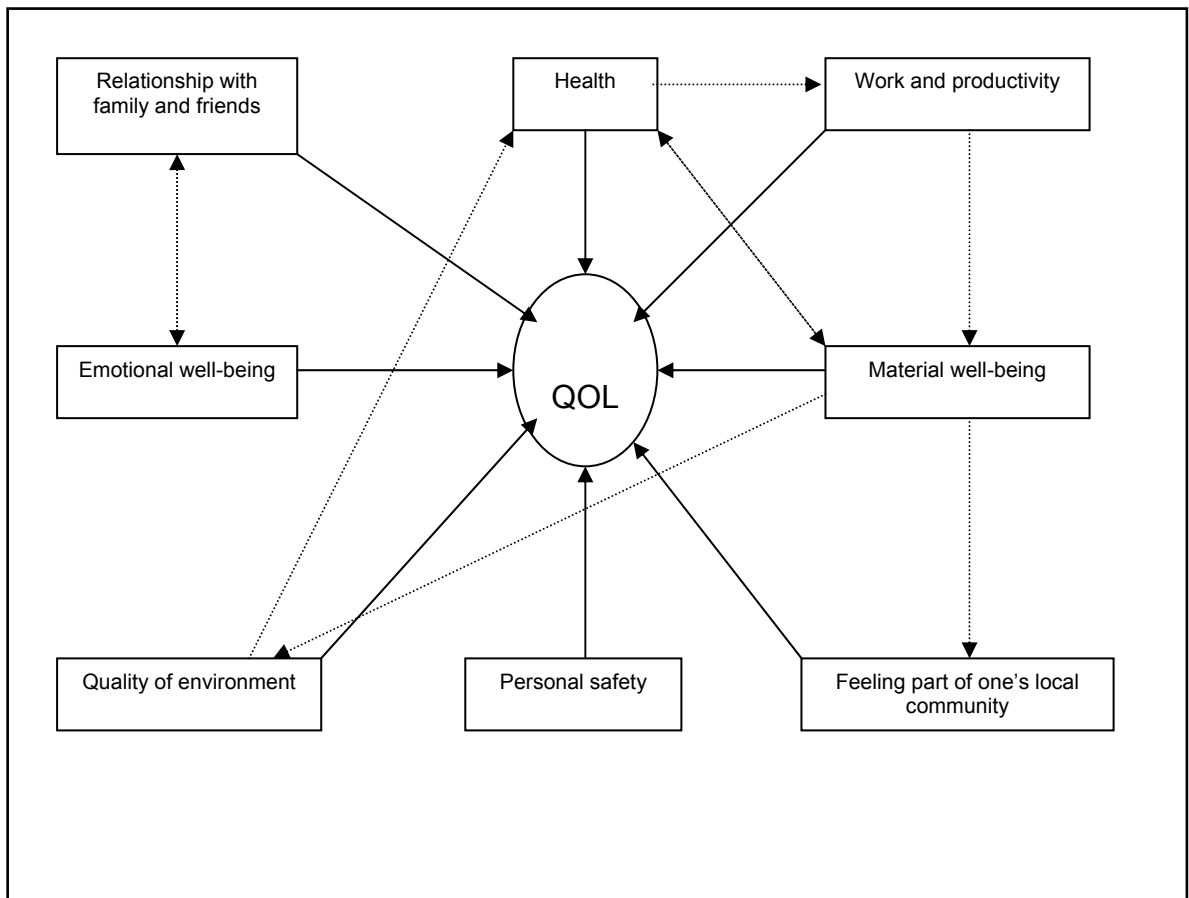 Relationship with
family and friends
Health
Work and productivity
Emotional well-being
QOL
Material well-being
Quality of environment
Personal safety
Feeling part of one’s local
community